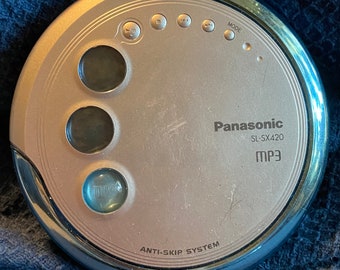 MODE
Panasonic
SL-SX420
MP3
ANTI-SKIP SYSTEM